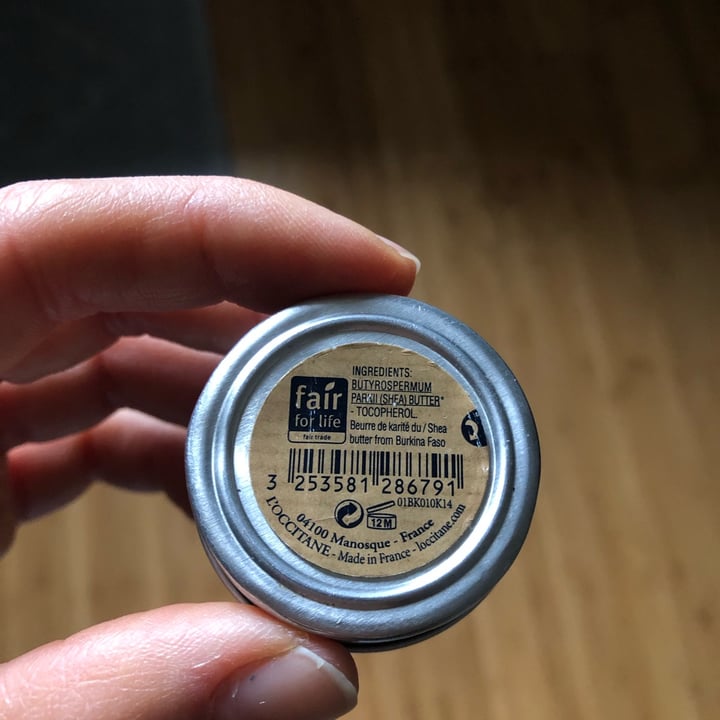 fair
for life
fair trade
INGREDIENTS:
BUTYROSPERMUM
PARKII (SHEA) BUTTER*
- TOCOPHEROL.
Beurre de karité du / Shea
butter from Burkina Faso
3 253581 286791
01BK010K14
12 M
04100 Manosque - France
L'OCCITANE - Made in France - loccitane.com